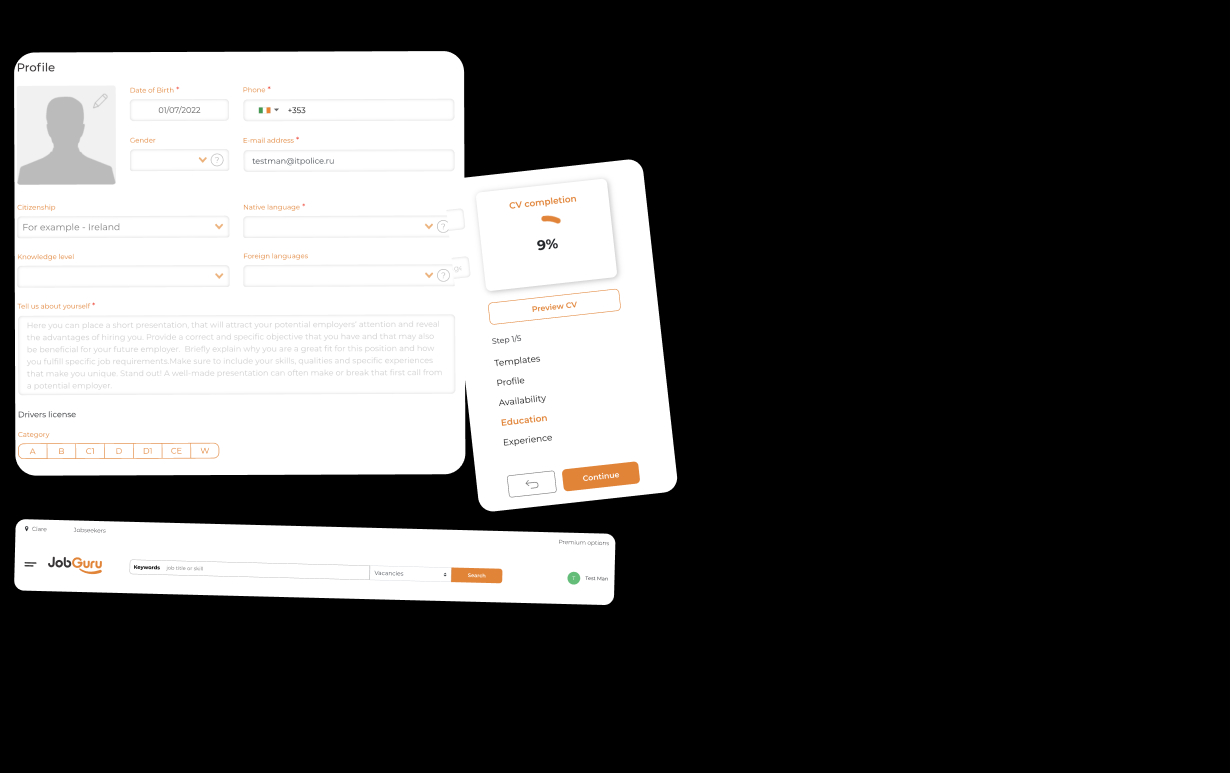 Profile
Date of Birth *
Phone *
01/07/2022
+353
Gender
E-mail address *
?
testman@itpolice.ru
Citizenship
Native language *
For example - Ireland
?
Knowledge level
Foreign languages
?
Tell us about yourself *
Here you can place a short presentation, that will attract your potential employers' attention and reveal
the advantages of hiring you. Provide a correct and specific objective that you have and that may also
be beneficial for your future employer. Briefly explain why you are a great fit for this position and how
you fulfill specific job requirements.Make sure to include your skills, qualities and specific experiences
that make you unique. Stand out! A well-made presentation can often make or break that first call from
a potential employer.
Drivers license
Category
A B C1 D D1 CE W
CV completion
9%
Preview CV
Step 1/5
Templates
Profile
Availability
Education
Experience
Continue
Clare
Jobseekers
Premium options
JobGuru
Keywords job title or skill
Vacancies
Search
T
Test Man